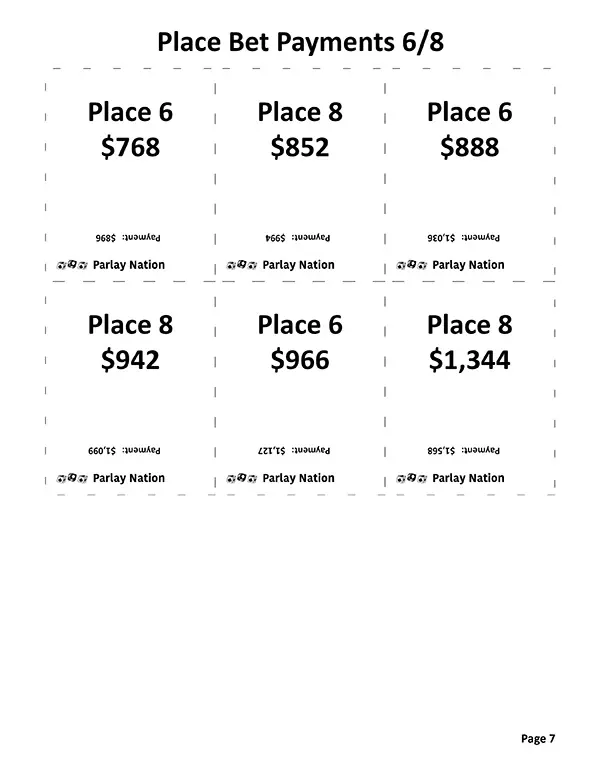 Place Bet Payments 6/8
Place 6
$768
Payment: $896
Parlay Nation
Place 8
$852
Payment: $994
Parlay Nation
Place 6
$888
Payment: $1,036
Parlay Nation
Place 8
$942
Payment: $1,099
Parlay Nation
Place 6
$966
Payment: $1,127
Parlay Nation
Place 8
$1,344
Payment: $1,568
Parlay Nation
Page 7